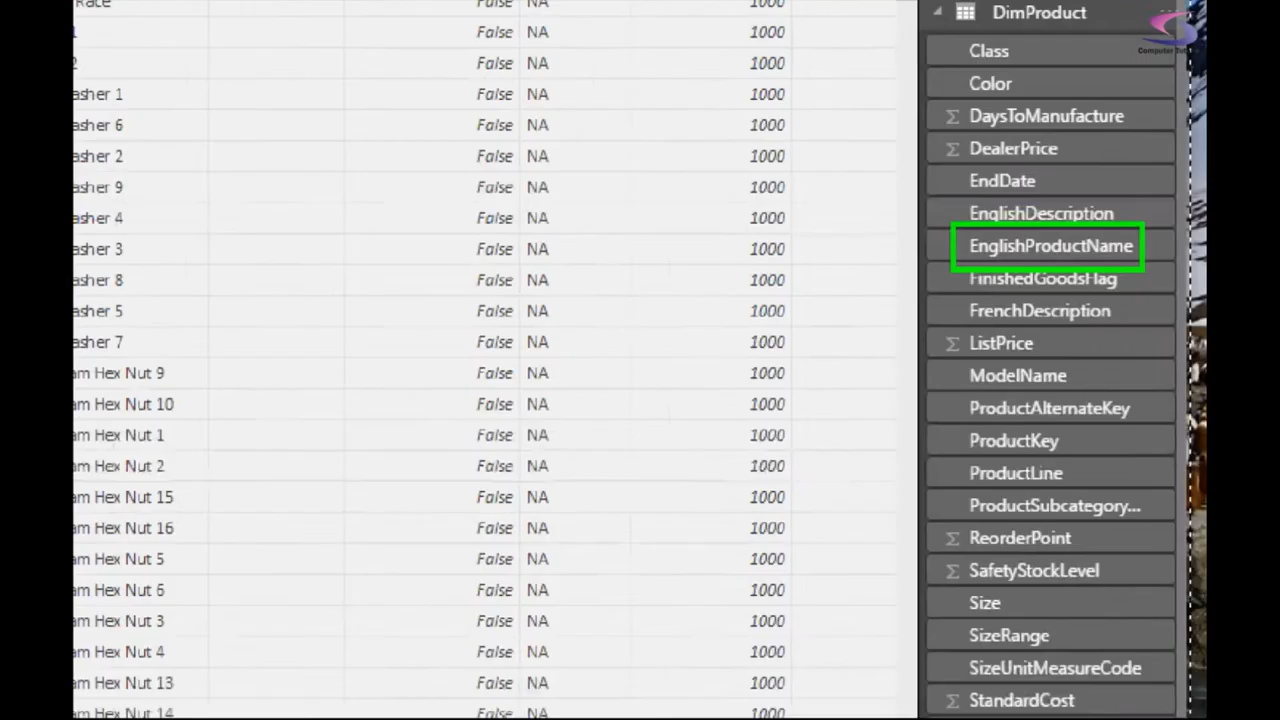 Race
1 False NA 1000
2 False NA 1000
asher 1 False NA 1000
asher 6 False NA 1000
asher 2 False NA 1000
asher 9 False NA 1000
asher 4 False NA 1000
asher 3 False NA 1000
asher 8 False NA 1000
asher 5 False NA 1000
asher 7 False NA 1000
am Hex Nut 9 False NA 1000
am Hex Nut 10 False NA 1000
am Hex Nut 1 False NA 1000
am Hex Nut 2 False NA 1000
am Hex Nut 15 False NA 1000
am Hex Nut 16 False NA 1000
am Hex Nut 5 False NA 1000
am Hex Nut 6 False NA 1000
am Hex Nut 3 False NA 1000
am Hex Nut 4 False NA 1000
am Hex Nut 13 False NA 1000
am Hex Nut 14 False NA 1000
DimProduct
Computer
Class
Color
Σ DaysToManufacture
Σ DealerPrice
EndDate
EnglishDescription
EnglishProductName
FinishedGoodsFlag
FrenchDescription
Σ ListPrice
ModelName
ProductAlternateKey
ProductKey
ProductLine
ProductSubcategory...
Σ ReorderPoint
Σ SafetyStockLevel
Size
SizeRange
SizeUnitMeasureCode
Σ StandardCost